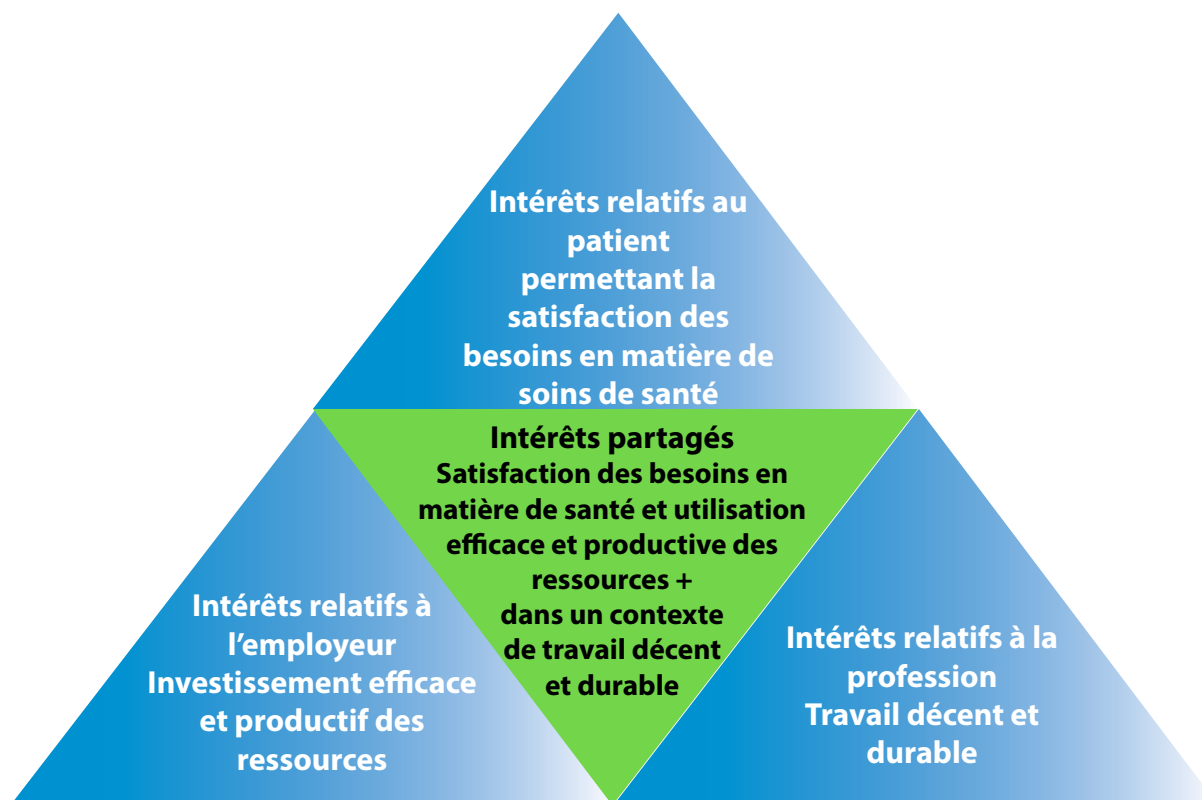 Intérêts relatifs au
patient
permettant la
satisfaction des
besoins en matière de
soins de santé
Intérêts partagés
Satisfaction des besoins en
matière de santé et utilisation
efficace et productive des
ressources +
dans un contexte
de travail décent
et durable
Intérêts relatifs à
l’employeur
Investissement efficace
et productif des
ressources
Intérêts relatifs à la
profession
Travail décent et
durable